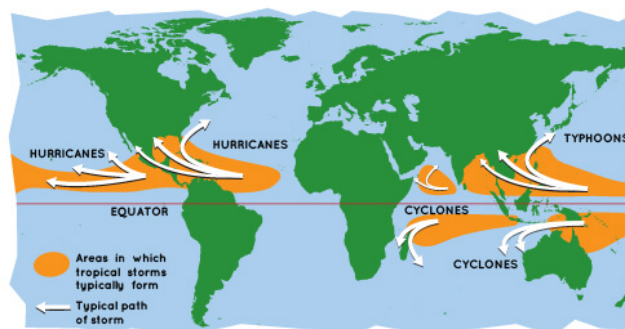 HURRICANES
HURRICANES
TYPHOONS
EQUATOR
CYCLONES
CYCLONES
Areas in which
tropical storms
typically form
Typical path
of storm